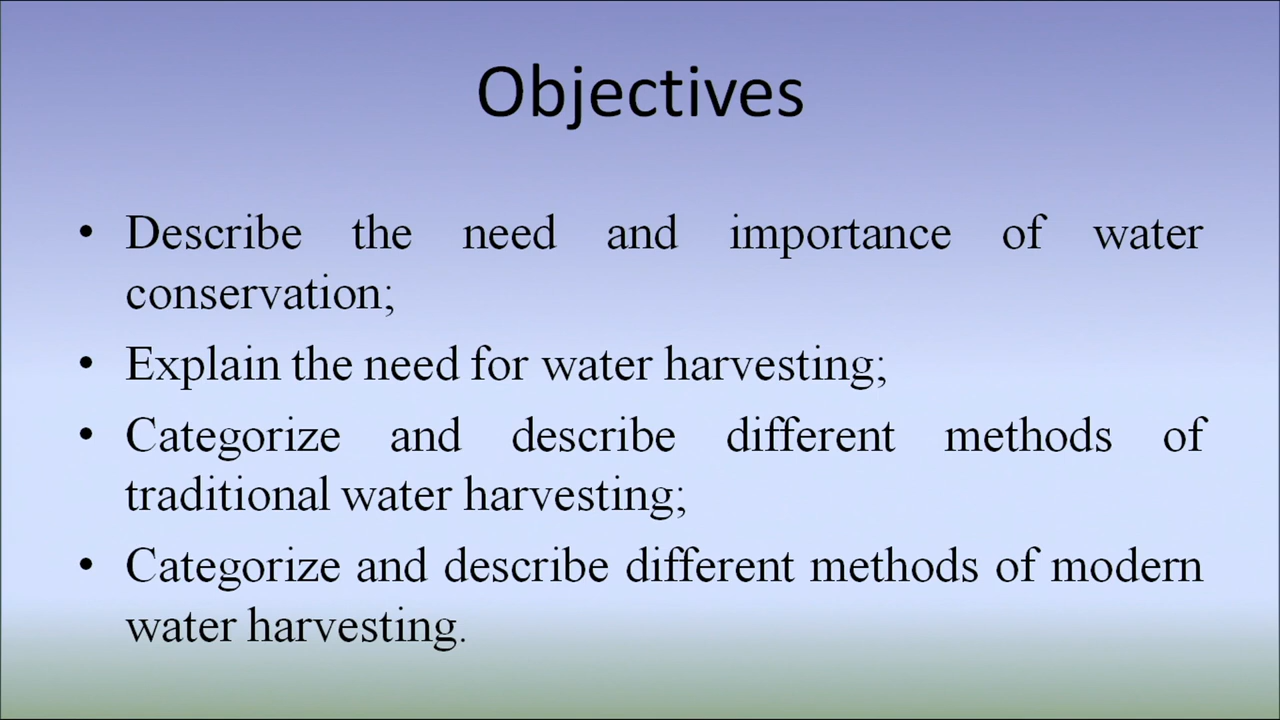 Objectives
• Describe the need and importance of water
conservation;
• Explain the need for water harvesting;
• Categorize and describe different methods of
traditional water harvesting;
• Categorize and describe different methods of modern
water harvesting.